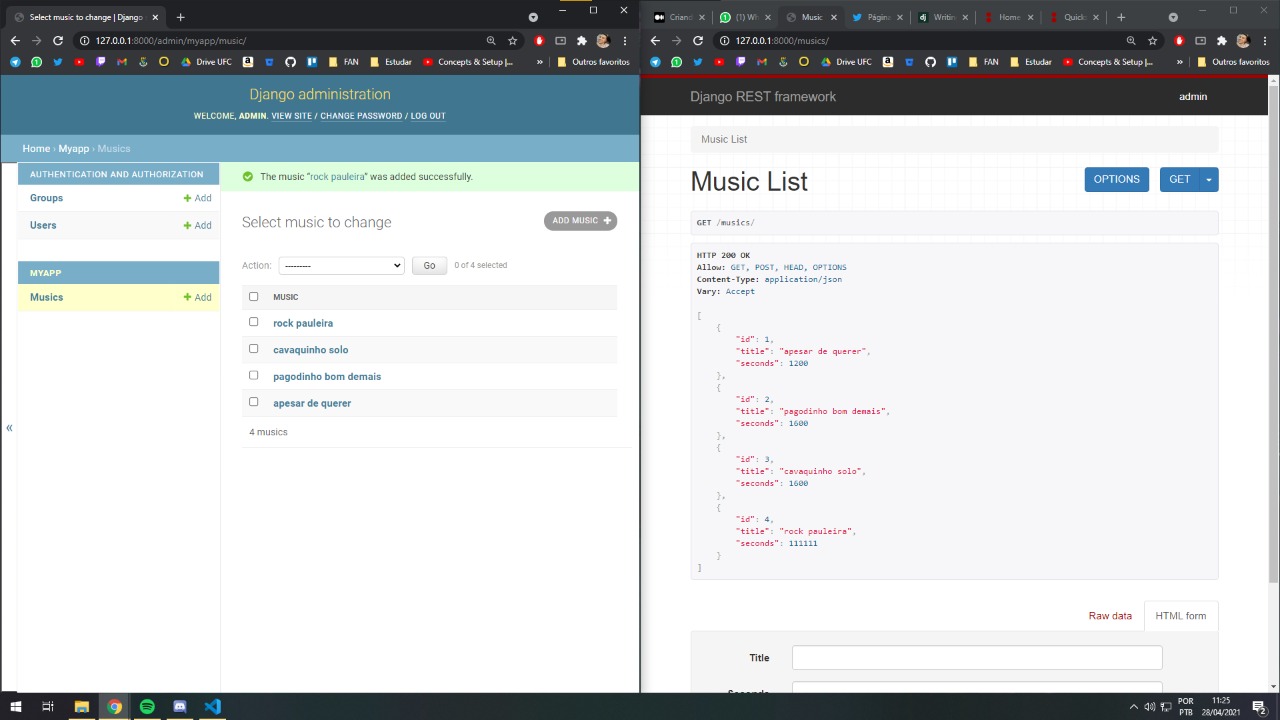 Select music to change | Django
127.0.0.1:8000/admin/myapp/music/
Drive UFC
FAN
Estudar
Concepts & Setup |...
»
Outros favoritos
Django administration
WELCOME, ADMIN. VIEW SITE / CHANGE PASSWORD / LOG OUT
Home › Myapp › Musics
AUTHENTICATION AND AUTHORIZATION
Groups
+ Add
Users
+ Add
MYAPP
Musics
+ Add
«
The music “rock pauleira” was added successfully.
Select music to change
ADD MUSIC +
Action:
---------
Go
0 of 4 selected
MUSIC
rock pauleira
cavaquinho solo
pagodinho bom demais
apesar de querer
4 musics
Criand
(1) Wh
Music
Página
dj
Writin
Home
Quick
127.0.0.1:8000/musics/
Drive UFC
FAN
Estudar
Concepts & Setup |...
»
Outros favoritos
Django REST framework
admin
Music List
Music List
OPTIONS
GET
GET /musics/
HTTP 200 OK
Allow: GET, POST, HEAD, OPTIONS
Content-Type: application/json
Vary: Accept
[
{
"id": 1,
"title": "apesar de querer",
"seconds": 1200
},
{
"id": 2,
"title": "pagodinho bom demais",
"seconds": 1600
},
{
"id": 3,
"title": "cavaquinho solo",
"seconds": 1600
},
{
"id": 4,
"title": "rock pauleira",
"seconds": 111111
}
]
Raw data
HTML form
Title
Seconds
POR
PTB
11:25
28/04/2021
2